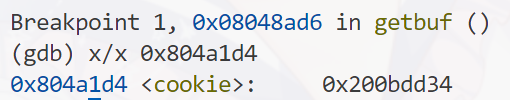 Breakpoint 1, 0x08048ad6 in getbuf ()
(gdb) x/x 0x804a1d4
0x804a1d4 <cookie>:     0x200bdd34